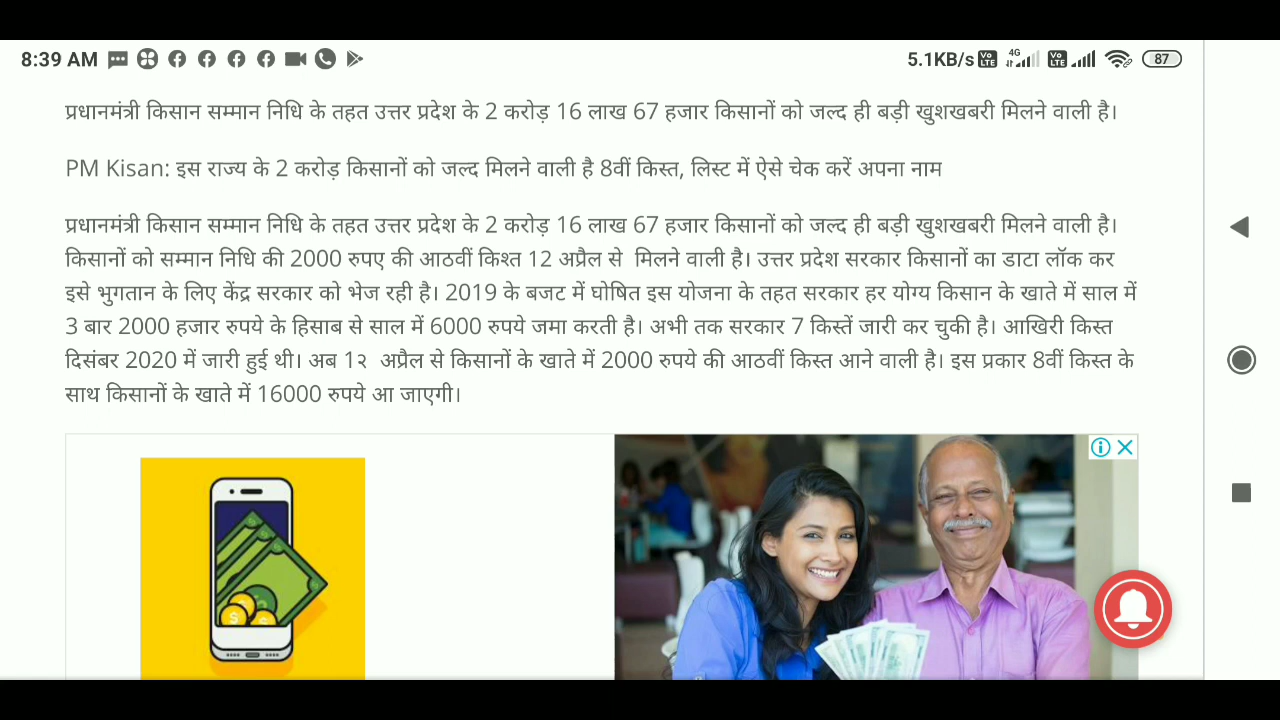 8:39 AM
5.1KB/s Vo LTE 4G Vo LTE 87
प्रधानमंत्री किसान सम्मान निधि के तहत उत्तर प्रदेश के 2 करोड़ 16 लाख 67 हजार किसानों को जल्द ही बड़ी खुशखबरी मिलने वाली है।
PM Kisan: इस राज्य के 2 करोड़ किसानों को जल्द मिलने वाली है 8वीं किस्त, लिस्ट में ऐसे चेक करें अपना नाम
प्रधानमंत्री किसान सम्मान निधि के तहत उत्तर प्रदेश के 2 करोड़ 16 लाख 67 हजार किसानों को जल्द ही बड़ी खुशखबरी मिलने वाली है।
किसानों को सम्मान निधि की 2000 रुपए की आठवीं किश्त 12 अप्रैल से मिलने वाली है। उत्तर प्रदेश सरकार किसानों का डाटा लॉक कर
इसे भुगतान के लिए केंद्र सरकार को भेज रही है। 2019 के बजट में घोषित इस योजना के तहत सरकार हर योग्य किसान के खाते में साल में
3 बार 2000 हजार रुपये के हिसाब से साल में 6000 रुपये जमा करती है। अभी तक सरकार 7 किस्तें जारी कर चुकी है। आखिरी किस्त
दिसंबर 2020 में जारी हुई थी। अब 1२ अप्रैल से किसानों के खाते में 2000 रुपये की आठवीं किस्त आने वाली है। इस प्रकार 8वीं किस्त के
साथ किसानों के खाते में 16000 रुपये आ जाएगी।